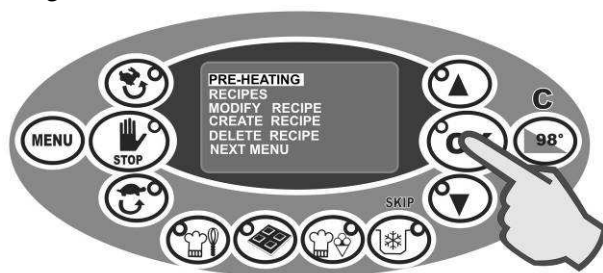 PRE-HEATING
RECIPES
MODIFY RECIPE
CREATE RECIPE
DELETE RECIPE
NEXT MENU
MENU
STOP
C
98°
SKIP